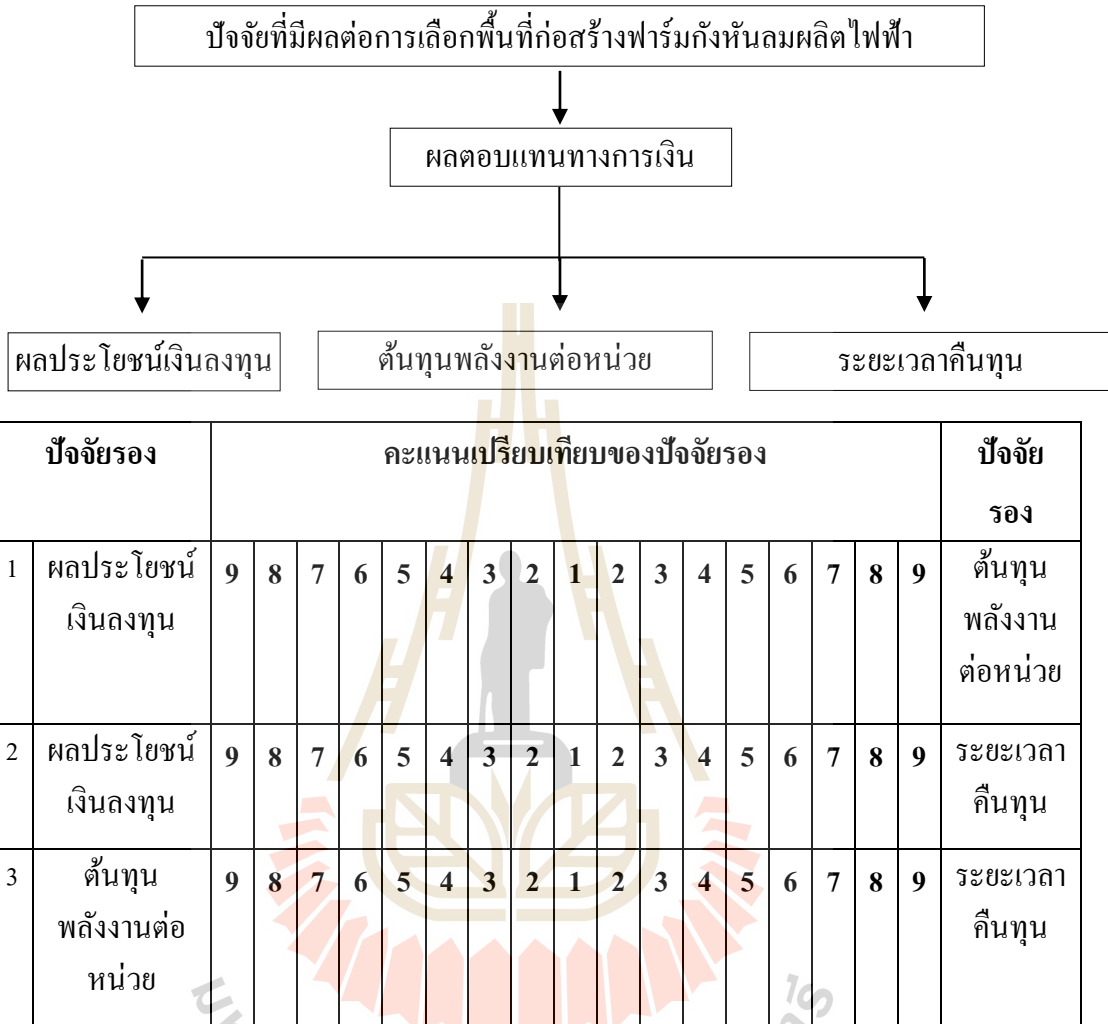 ปัจจัยที่มีผลต่อการเลือกพื้นที่ก่อสร้างฟาร์มกังหันลมผลิตไฟฟ้า
ผลตอบแทนทางการเงิน
ผลประโยชน์เงินลงทุน
ต้นทุนพลังงานต่อหน่วย
ระยะเวลาคืนทุน
ปัจจัยรอง
คะแนนเปรียบเทียบของปัจจัยรอง
ปัจจัย
รอง
1
ผลประโยชน์
เงินลงทุน
9 8 7 6 5 4 3 2 1 2 3 4 5 6 7 8 9
ต้นทุน
พลังงาน
ต่อหน่วย
2
ผลประโยชน์
เงินลงทุน
9 8 7 6 5 4 3 2 1 2 3 4 5 6 7 8 9
ระยะเวลา
คืนทุน
3
ต้นทุน
พลังงานต่อ
หน่วย
9 8 7 6 5 4 3 2 1 2 3 4 5 6 7 8 9
ระยะเวลา
คืนทุน